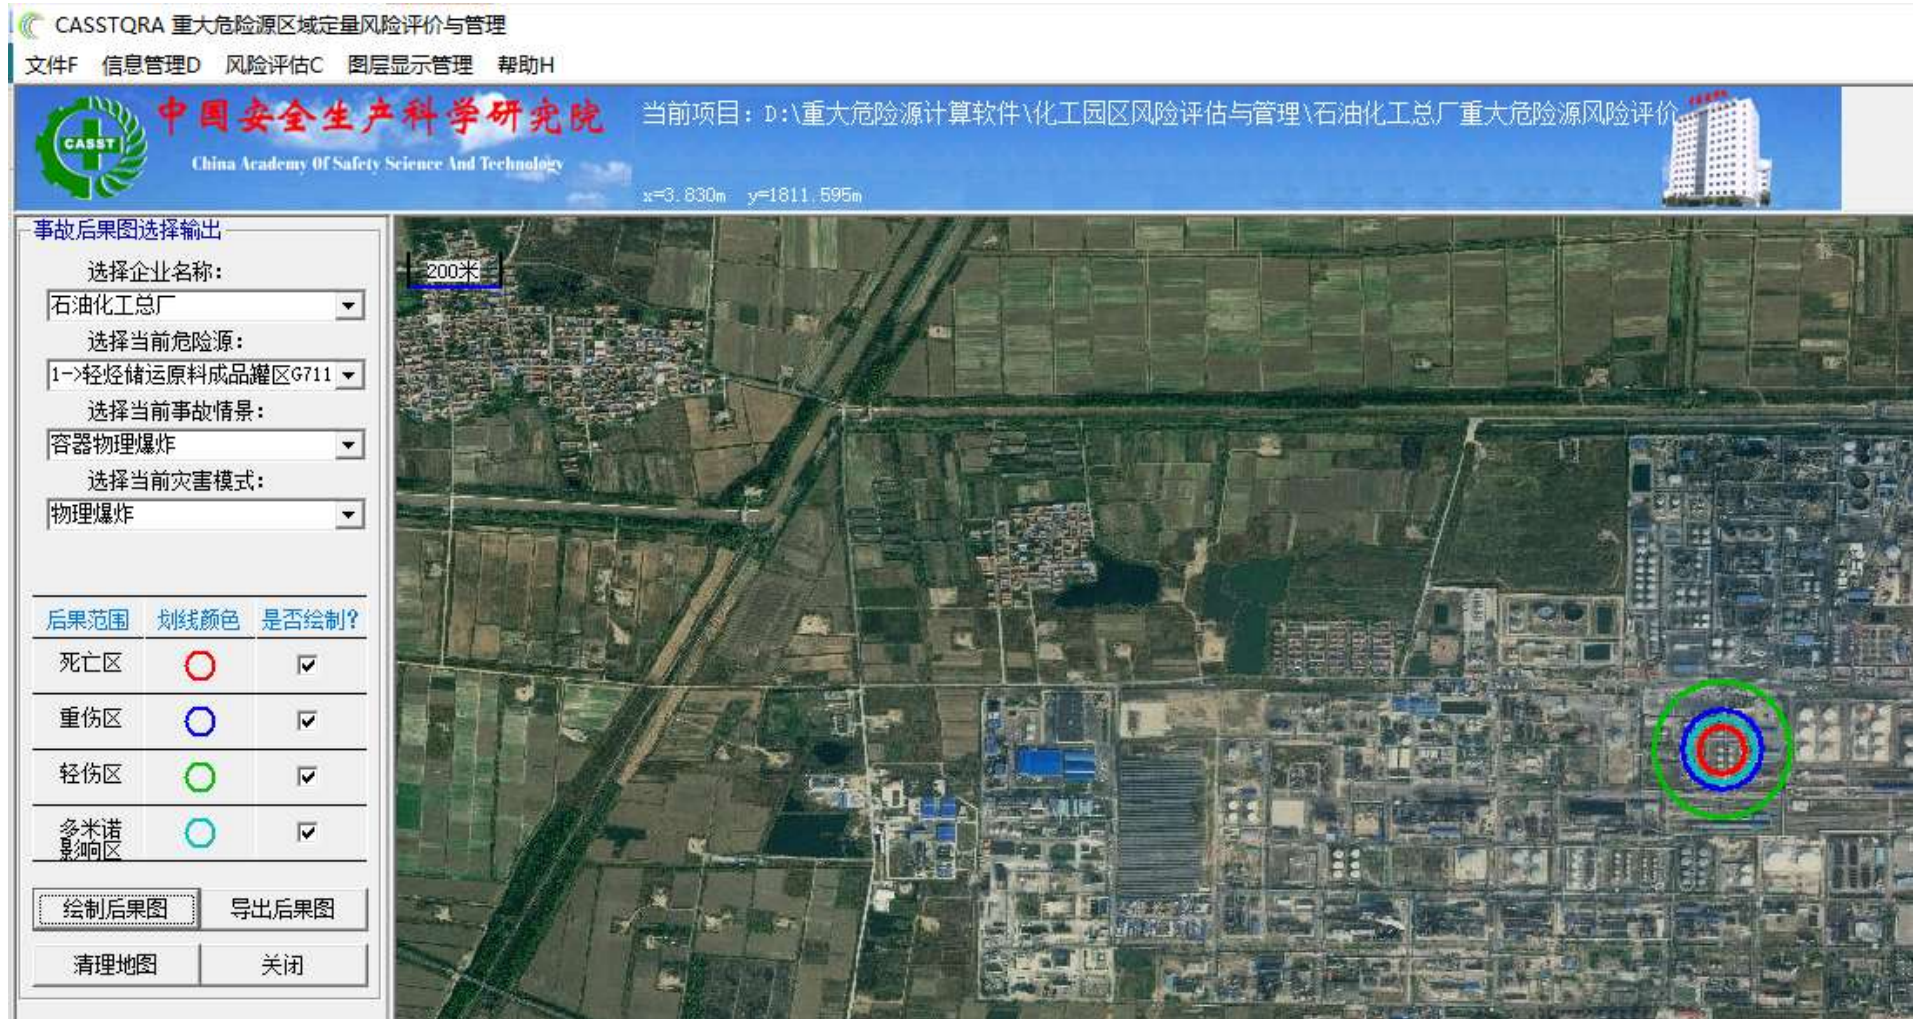 CASSTQRA 重大危险源区域定量风险评价与管理
文件F 信息管理D 风险评估C 图层显示管理 帮助H
CASST
中国安全生产科学研究院
China Academy Of Safety Science And Technology
当前项目：D:\重大危险源计算软件\化工园区风险评估与管理\石油化工总厂重大危险源风险评价
x=3.830m y=1811.595m
事故后果图选择输出
选择企业名称：
石油化工总厂
选择当前危险源：
1->轻烃储运原料成品罐区G711
选择当前事故情景：
容器物理爆炸
选择当前灾害模式：
物理爆炸
后果范围 划线颜色 是否绘制?
死亡区
重伤区
轻伤区
多米诺
影响区
绘制后果图 导出后果图
清理地图 关闭
200米